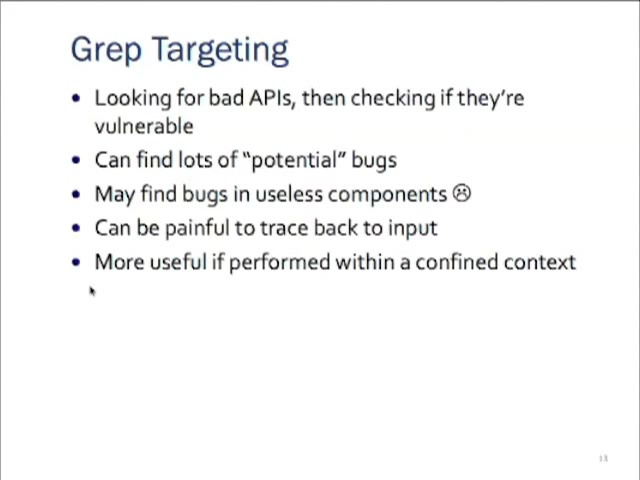 Grep Targeting
• Looking for bad APIs, then checking if they're
vulnerable
• Can find lots of “potential” bugs
• May find bugs in useless components ☹
• Can be painful to trace back to input
• More useful if performed within a confined context